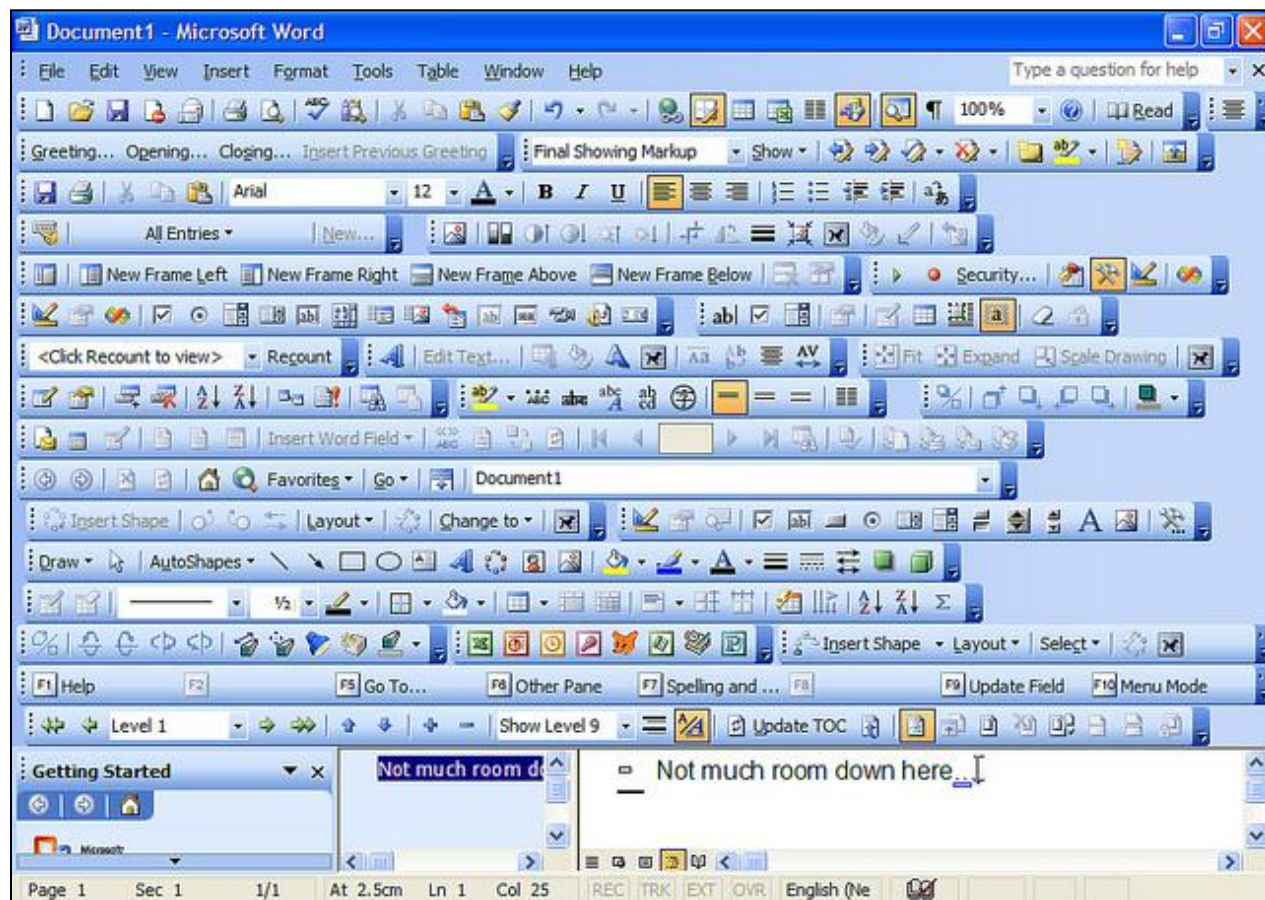 Document1 - Microsoft Word
File Edit View Insert Format Tools Table Window Help Type a question for help
ABC 100% Read
Greeting... Opening... Closing... Insert Previous Greeting Final Showing Markup Show
Arial 12 A B I U
All Entries New...
New Frame Left New Frame Right New Frame Above New Frame Below Security...
ab|
<Click Recount to view> Recount Edit Text... Fit Expand Scale Drawing
Insert Word Field
Favorites Go Document1
Insert Shape Layout Change to
Draw AutoShapes
½
Insert Shape Layout Select
F1 Help F2 F5 Go To... F6 Other Pane F7 Spelling and ... F8 F9 Update Field F10 Menu Mode
Level 1 Show Level 9 Update TOC
Getting Started
Not much room
Not much room down here...
Microsoft
Page 1 Sec 1 1/1 At 2.5cm Ln 1 Col 25 REC TRK EXT OVR English (Ne